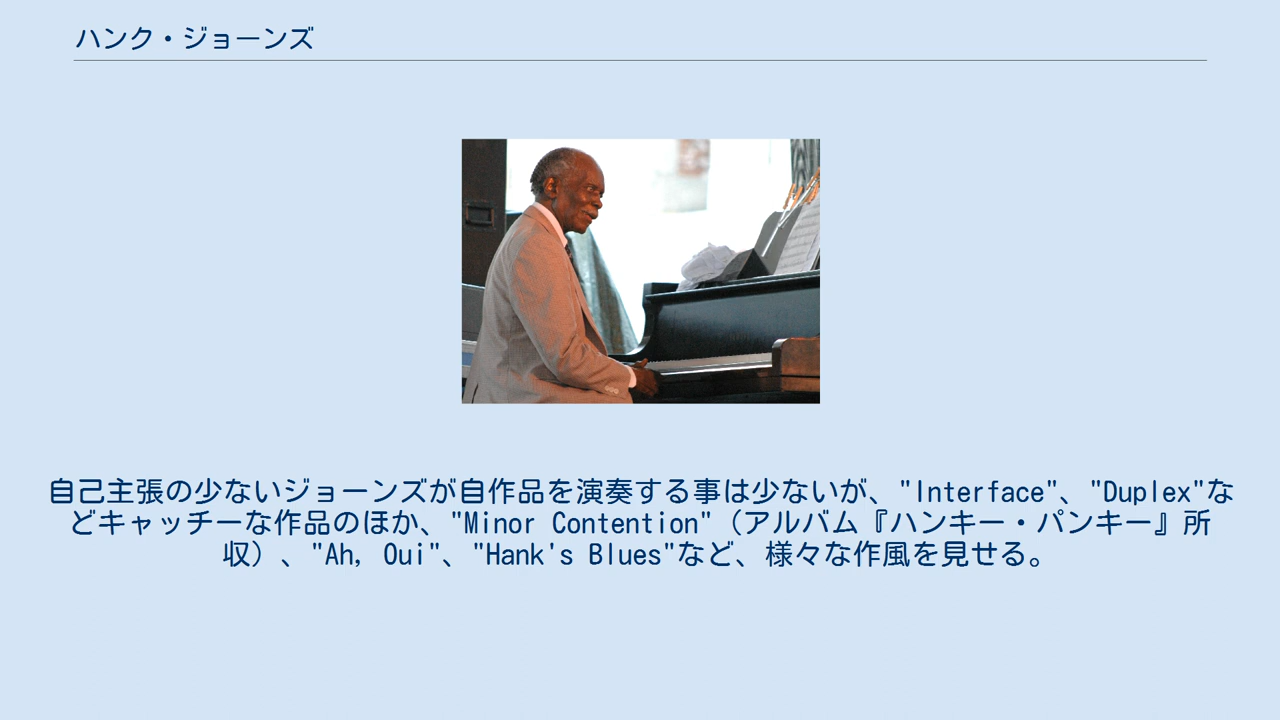 ハンク・ジョーンズ
自己主張の少ないジョーンズが自作品を演奏する事は少ないが、"Interface"、"Duplex"な
どキャッチーな作品のほか、"Minor Contention"（アルバム『ハンキー・パンキー』所
収）、"Ah, Oui"、"Hank's Blues"など、様々な作風を見せる。